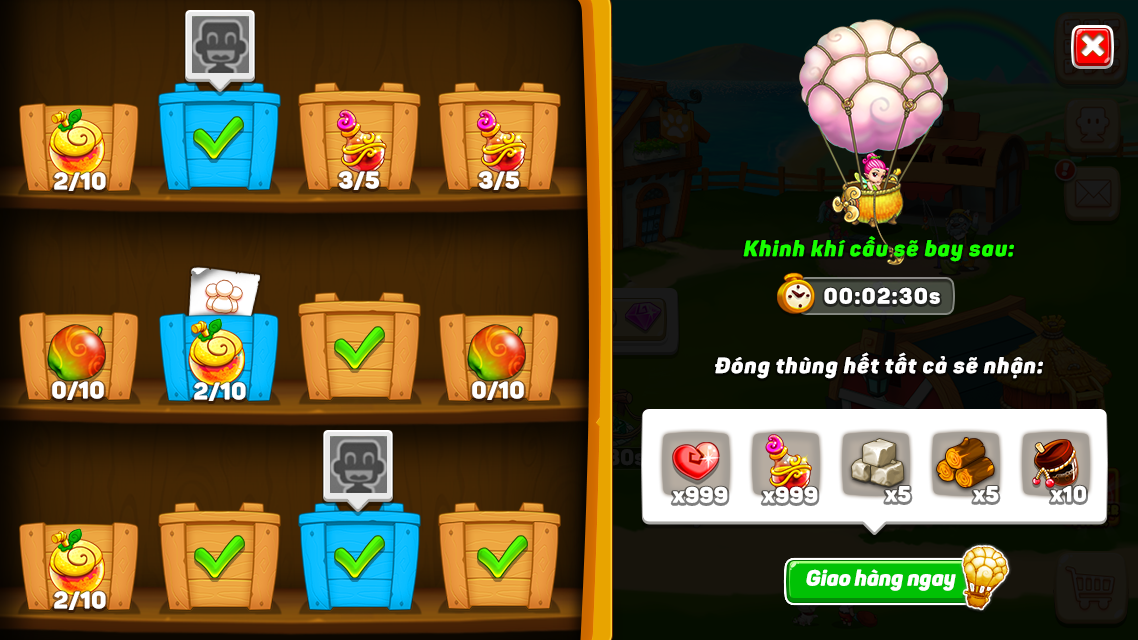 2/10
3/5
3/5
0/10
2/10
0/10
2/10
Khinh khí cầu sẽ bay sau:
00:02:30s
Đóng thùng hết tất cả sẽ nhận:
x999
x999
x5
x5
x10
Giao hàng ngay